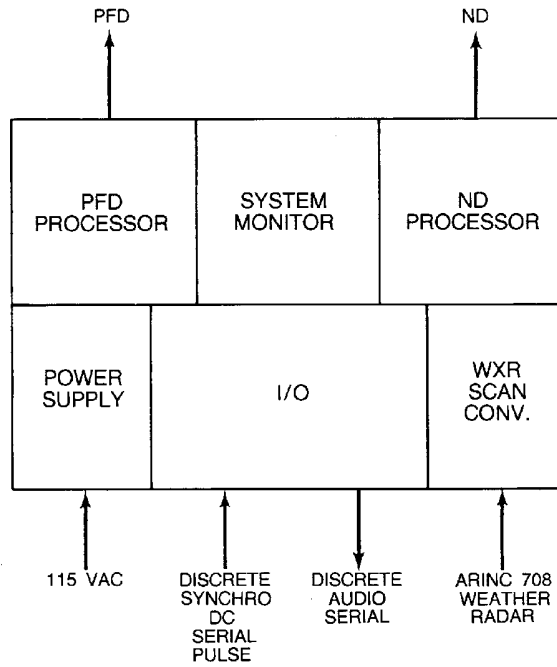 PFD
ND
PFD
PROCESSOR
SYSTEM
MONITOR
ND
PROCESSOR
POWER
SUPPLY
I/O
WXR
SCAN
CONV.
115 VAC
DISCRETE
SYNCHRO
DC
SERIAL
PULSE
DISCRETE
AUDIO
SERIAL
ARINC 708
WEATHER
RADAR